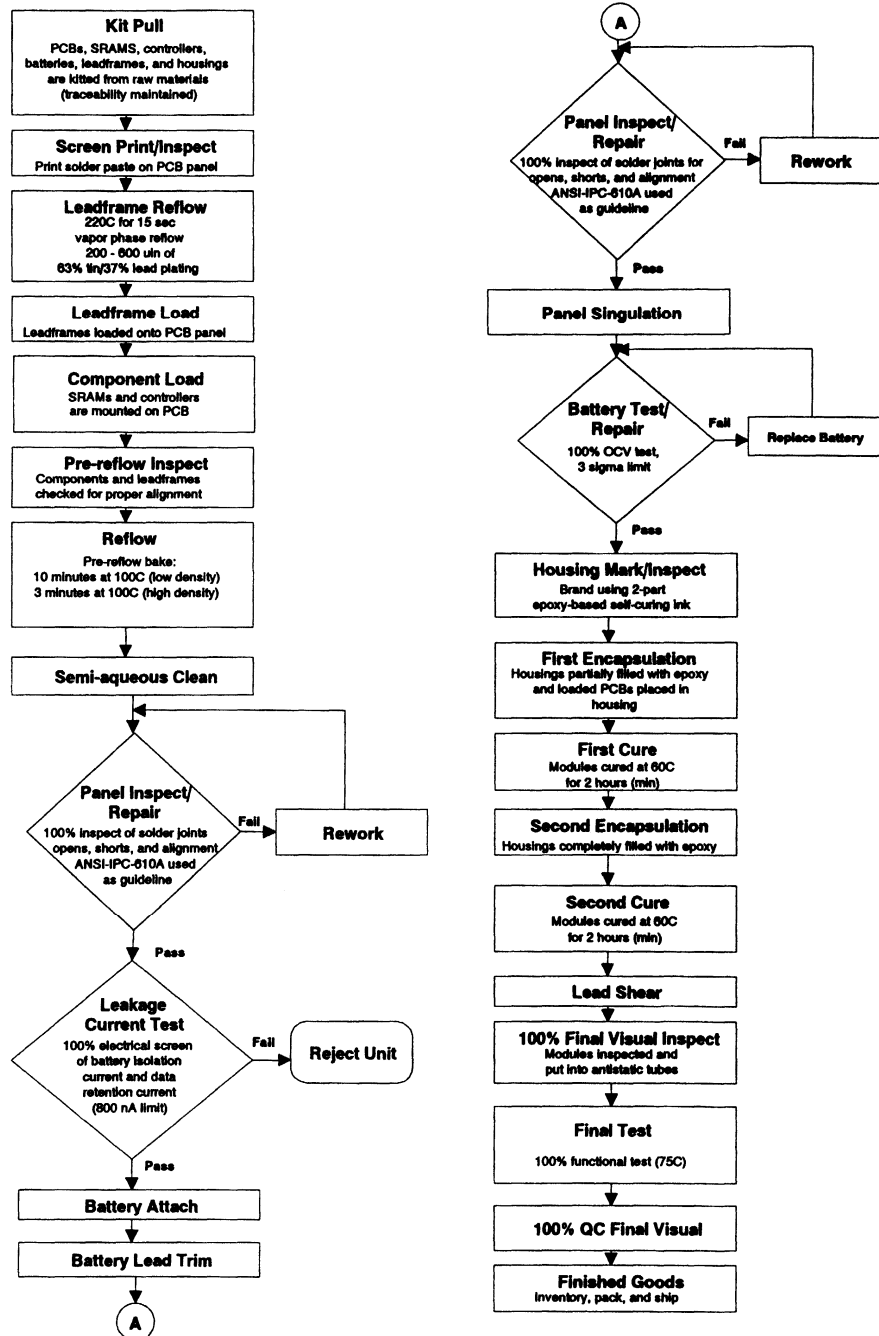 Kit Pull
PCBs, SRAMS, controllers,
batteries, leadframes, and housings
are kitted from raw materials
(traceability maintained)
Screen Print/Inspect
Print solder paste on PCB panel
Leadframe Reflow
220C for 15 sec
vapor phase reflow
200 - 600 uin of
63% tin/37% lead plating
Leadframe Load
Leadframes loaded onto PCB panel
Component Load
SRAMs and controllers
are mounted on PCB
Pre-reflow Inspect
Components and leadframes
checked for proper alignment
Reflow
Pre-reflow bake:
10 minutes at 100C (low density)
3 minutes at 100C (high density)
Semi-aqueous Clean
Panel Inspect/
Repair
100% inspect of solder joints
opens, shorts, and alignment
ANSI-IPC-610A used
as guideline
Fail
Rework
Pass
Leakage
Current Test
100% electrical screen
of battery isolation
current and data
retention current
(800 nA limit)
Fail
Reject Unit
Pass
Battery Attach
Battery Lead Trim
A
A
Panel Inspect/
Repair
100% inspect of solder joints for
opens, shorts, and alignment
ANSI-IPC-610A used
as guideline
Fail
Rework
Pass
Panel Singulation
Battery Test/
Repair
100% OCV test,
3 sigma limit
Fail
Replace Battery
Pass
Housing Mark/Inspect
Brand using 2-part
epoxy-based self-curing ink
First Encapsulation
Housings partially filled with epoxy
and loaded PCBs placed in
housing
First Cure
Modules cured at 60C
for 2 hours (min)
Second Encapsulation
Housings completely filled with epoxy
Second Cure
Modules cured at 60C
for 2 hours (min)
Lead Shear
100% Final Visual Inspect
Modules inspected and
put into antistatic tubes
Final Test
100% functional test (75C)
100% QC Final Visual
Finished Goods
Inventory, pack, and ship